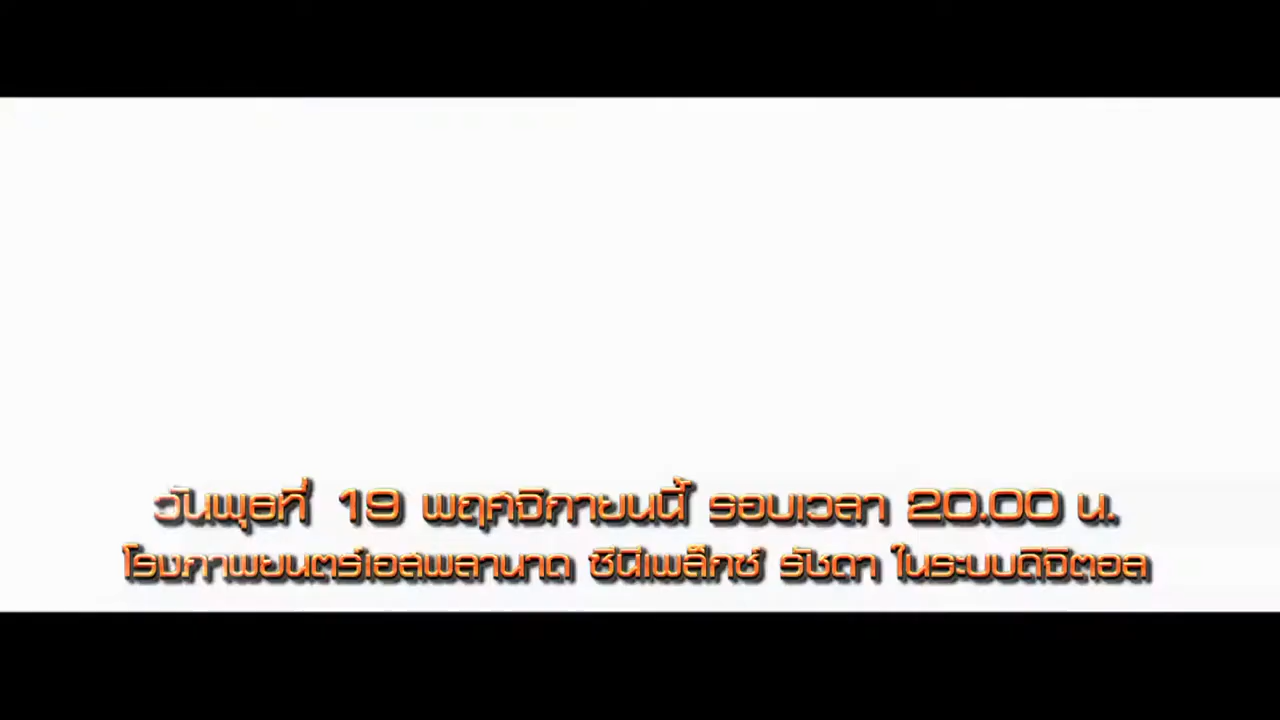 วันพุธที่ 19 พฤศจิกายนนี้ รอบเวลา 20.00 น.
โรงภาพยนตร์เอสพลานาด ซีนีเพล็กซ์ รัชดา ในระบบดิจิตอล